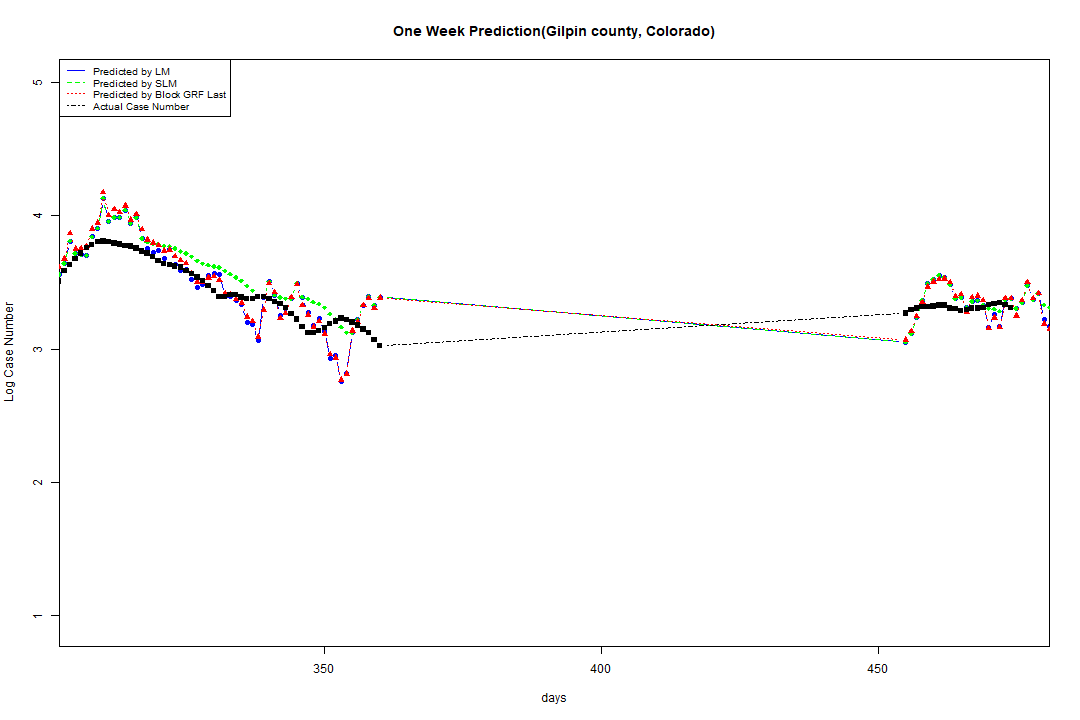 One Week Prediction(Gilpin county, Colorado)
Predicted by LM
Predicted by SLM
Predicted by Block GRF Last
Actual Case Number
5
4
3
2
1
Log Case Number
350
400
450
days